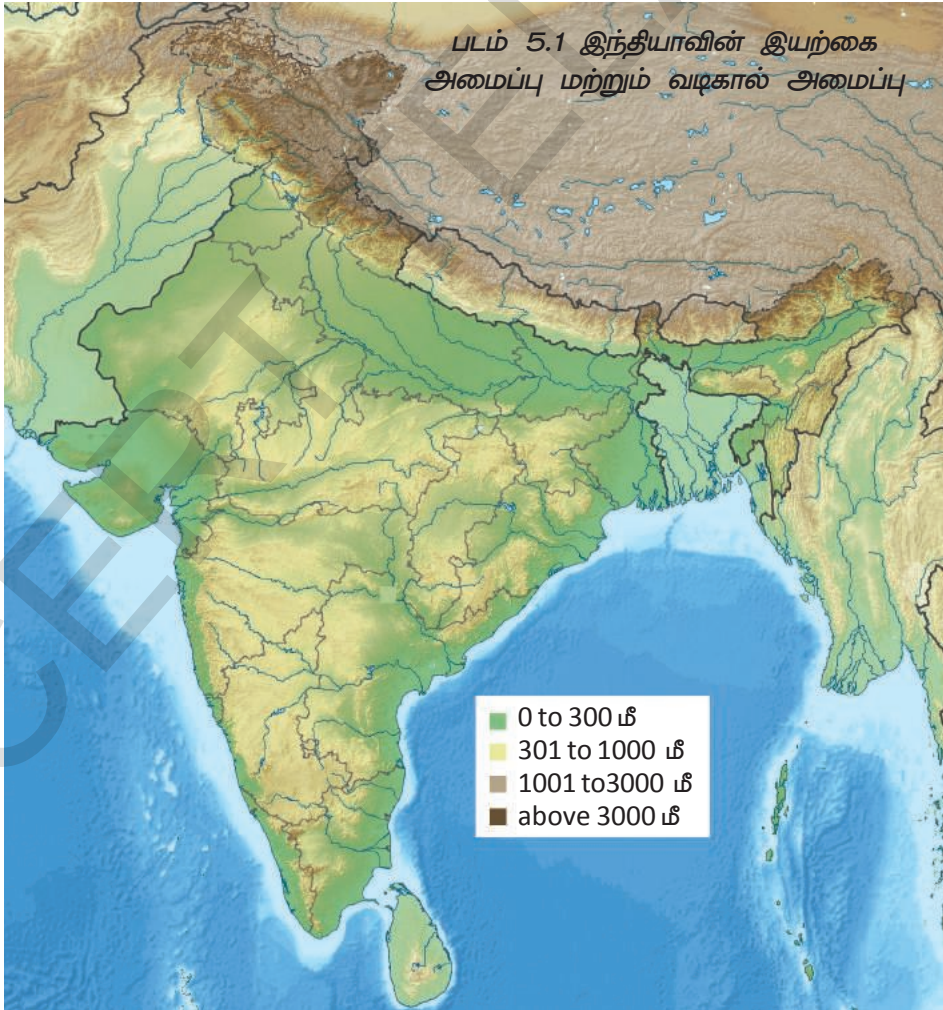 படம் 5.1 இந்தியாவின் இயற்கை
அமைப்பு மற்றும் வடிகால் அமைப்பு
0 to 300 மீ
301 to 1000 மீ
1001 to3000 மீ
above 3000 மீ